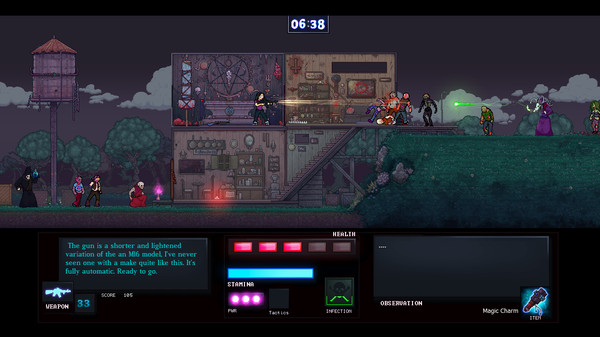 06:38
HEALTH
The gun is a shorter and lightened
variation of the an M16 model, I've never
seen one with a make quite like this. It's
fully automatic. Ready to go.
....
STAMINA
WEAPON
33
SCORE 105
PWR
Tactics
INFECTION
OBSERVATION
Magic Charm
ITEM